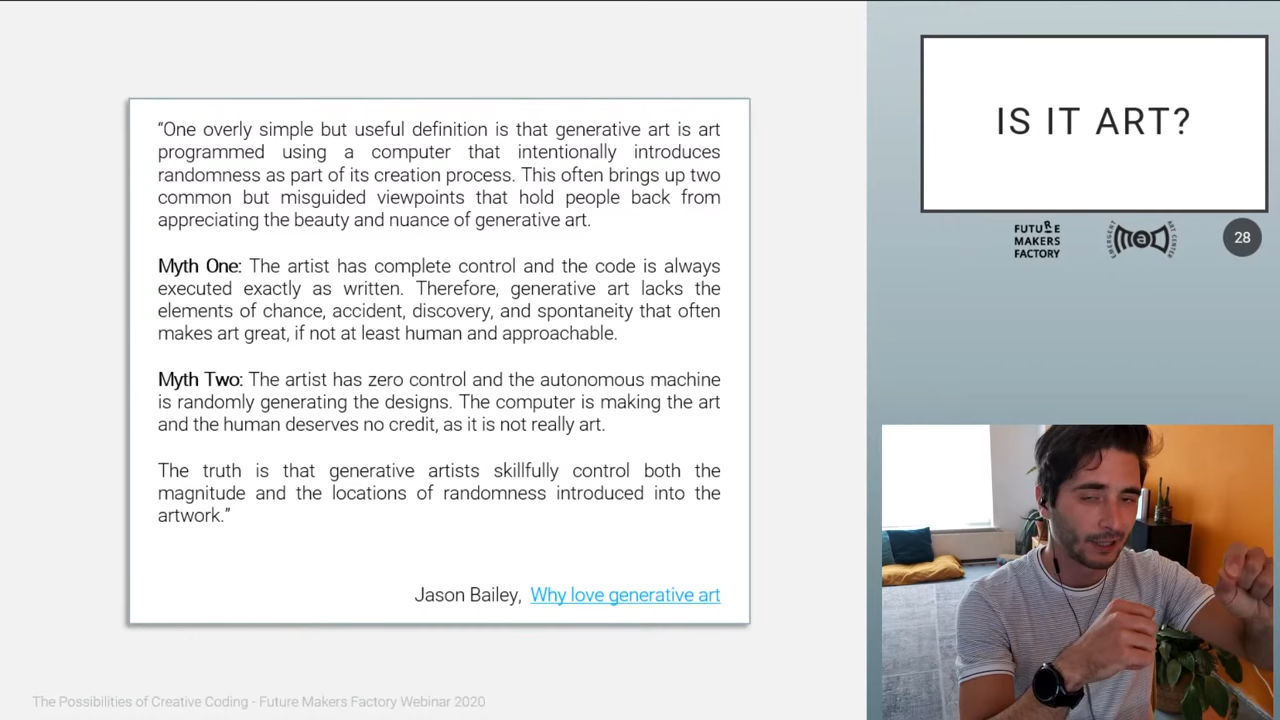 “One overly simple but useful definition is that generative art is art
programmed using a computer that intentionally introduces
randomness as part of its creation process. This often brings up two
common but misguided viewpoints that hold people back from
appreciating the beauty and nuance of generative art.
Myth One: The artist has complete control and the code is always
executed exactly as written. Therefore, generative art lacks the
elements of chance, accident, discovery, and spontaneity that often
makes art great, if not at least human and approachable.
Myth Two: The artist has zero control and the autonomous machine
is randomly generating the designs. The computer is making the art
and the human deserves no credit, as it is not really art.
The truth is that generative artists skillfully control both the
magnitude and the locations of randomness introduced into the
artwork.”
Jason Bailey, Why love generative art
The Possibilities of Creative Coding - Future Makers Factory Webinar 2020
IS IT ART?
FUTURE
MAKERS
FACTORY
EMERGENT
a
ART CENTER
28